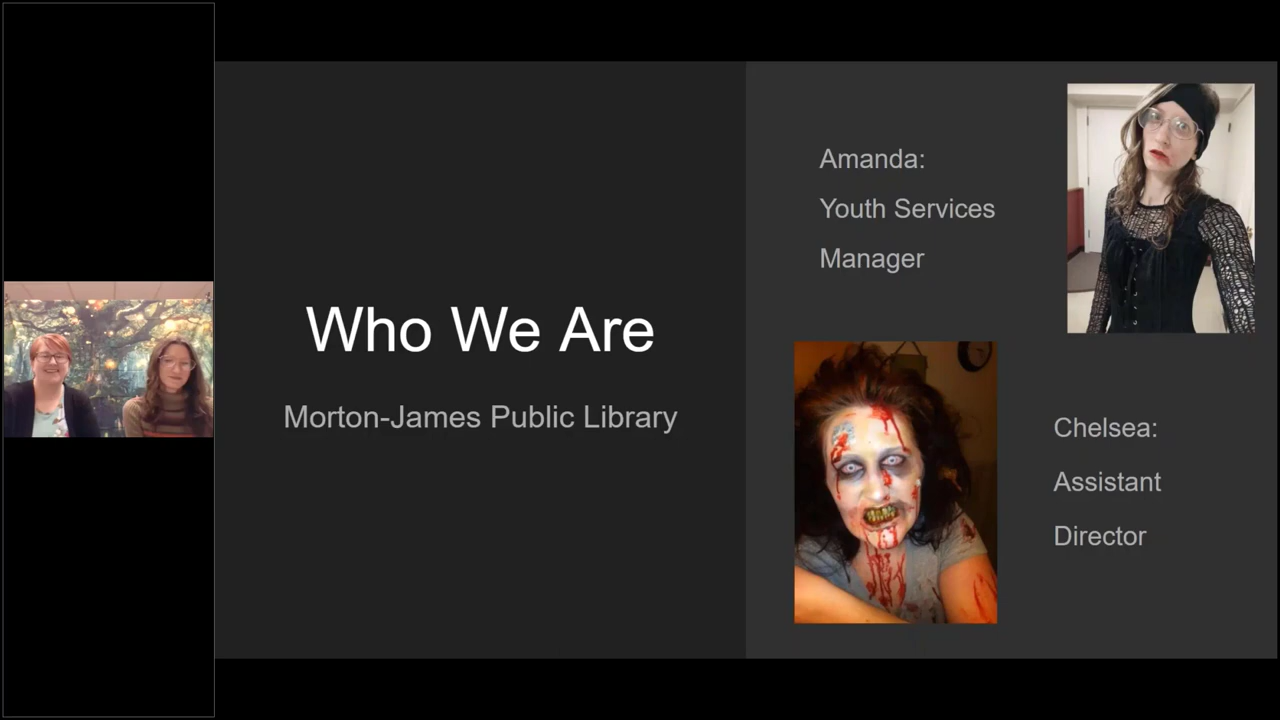 Who We Are
Morton-James Public Library
Amanda:
Youth Services
Manager
Chelsea:
Assistant
Director